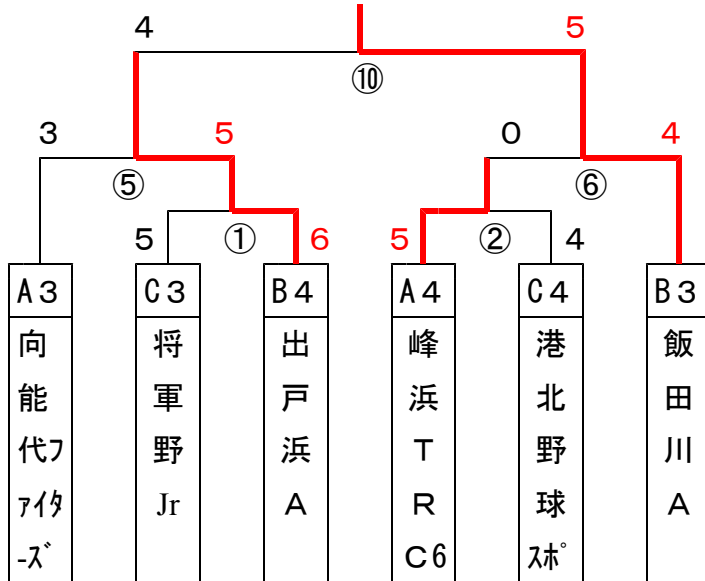 4 5
⑩
3 5 0 4
⑤ ⑥
5 ① 6 5 ② 4
A3 C3 B4 A4 C4 B3
向能代ファイターズ
将軍野Jr
出戸浜A
峰浜TRC6
港北野球スポ
飯田川A